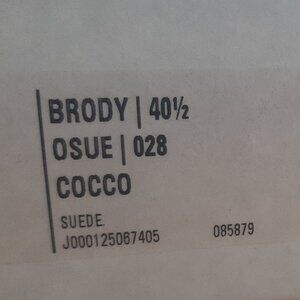 BRODY | 40½
OSUE | 028
COCCO
SUEDE
J000125067405 085879